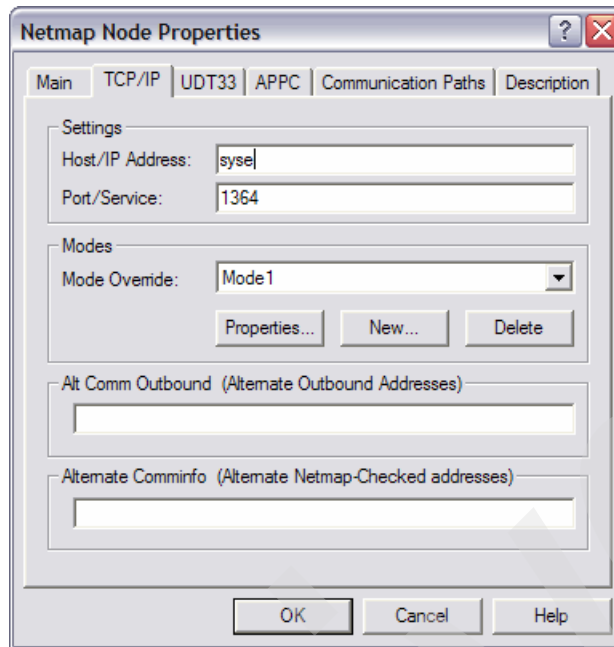 Netmap Node Properties
Main TCP/IP UDT33 APPC Communication Paths Description
Settings
Host/IP Address: syse
Port/Service: 1364
Modes
Mode Override: Mode1
Properties... New... Delete
Alt Comm Outbound (Alternate Outbound Addresses)
Alternate Comminfo (Alternate Netmap-Checked addresses)
OK Cancel Help